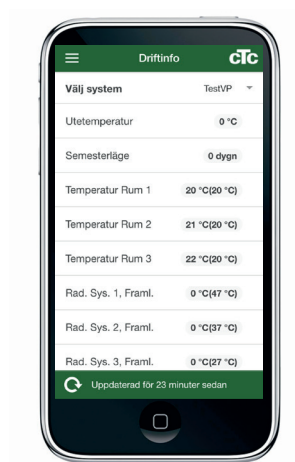 Driftinfo
CTC
Välj system TestVP
Utetemperatur 0 °C
Semesterläge 0 dygn
Temperatur Rum 1 20 °C(20 °C)
Temperatur Rum 2 21 °C(20 °C)
Temperatur Rum 3 22 °C(20 °C)
Rad. Sys. 1, Framl. 0 °C(47 °C)
Rad. Sys. 2, Framl. 0 °C(37 °C)
Rad. Sys. 3, Framl. 0 °C(27 °C)
Uppdaterad för 23 minuter sedan